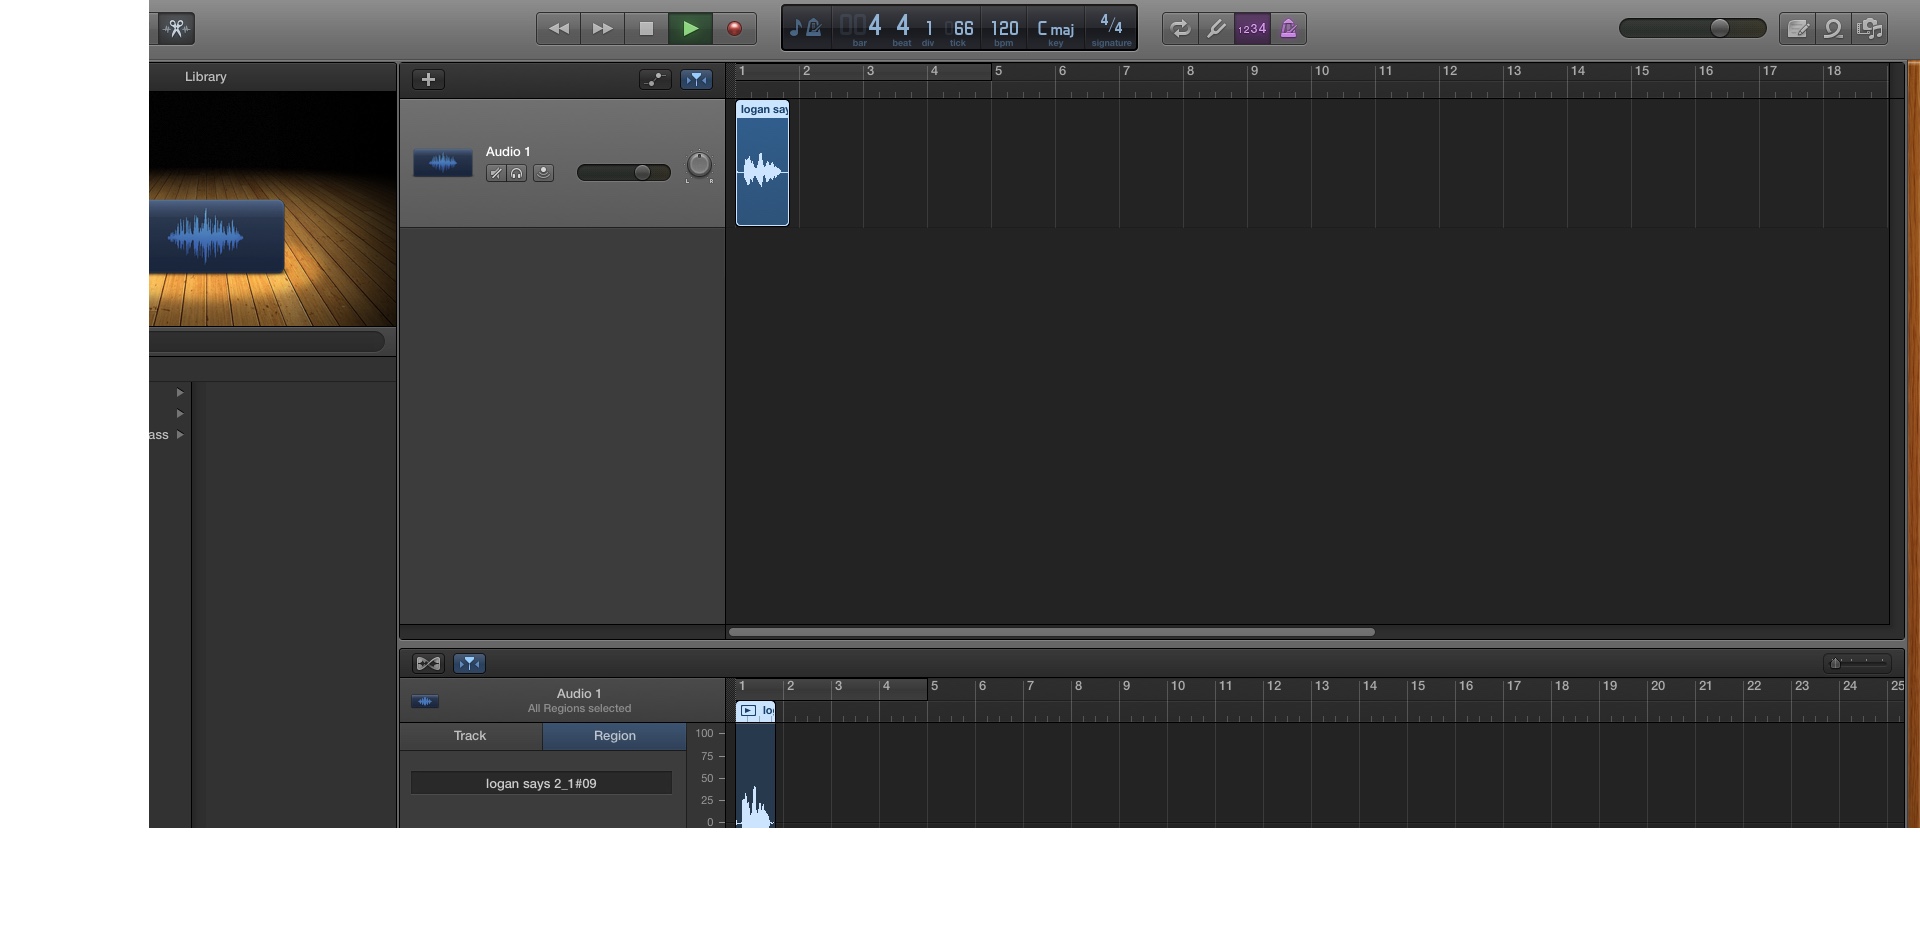 4 4 1 66 120 C maj 4/4
bar beat div tick bpm key signature
1234
Library
1 2 3 4 5 6 7 8 9 10 11 12 13 14 15 16 17 18
logan say
Audio 1
L R
ass
Audio 1
All Regions selected
1 2 3 4 5 6 7 8 9 10 11 12 13 14 15 16 17 18 19 20 21 22 23 24 25
lo
Track Region
100
75
50
25
0
logan says 2_1#09